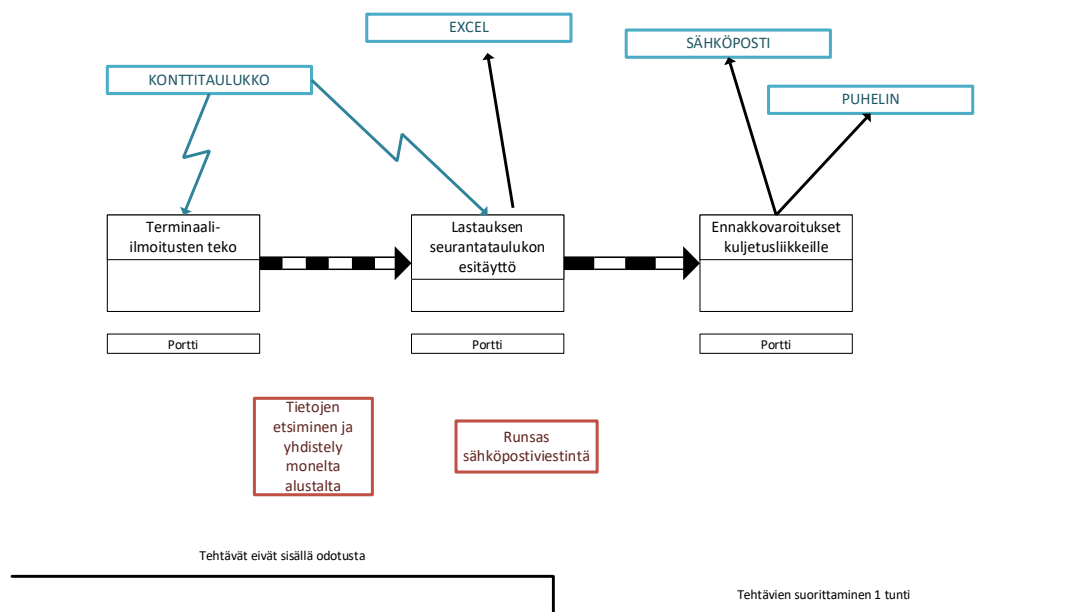 EXCEL
SÄHKÖPOSTI
KONTTITAULUKKO
PUHELIN
Terminaali-
ilmoitusten teko
Lastauksen
seurantataulukon
esitäyttö
Ennakkovaroitukset
kuljetusliikkeille
Portti
Portti
Portti
Tietojen
etsiminen ja
yhdistely
monelta
alustalta
Runsas
sähköpostiviestintä
Tehtävät eivät sisällä odotusta
Tehtävien suorittaminen 1 tunti